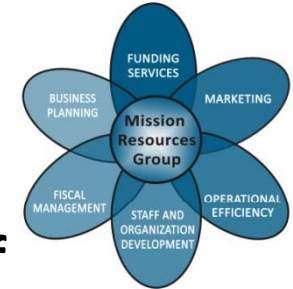 FUNDING
SERVICES
BUSINESS
PLANNING
MARKETING
Mission
Resources
Group
FISCAL
MANAGEMENT
OPERATIONAL
EFFICIENCY
STAFF AND
ORGANIZATION
DEVELOPMENT